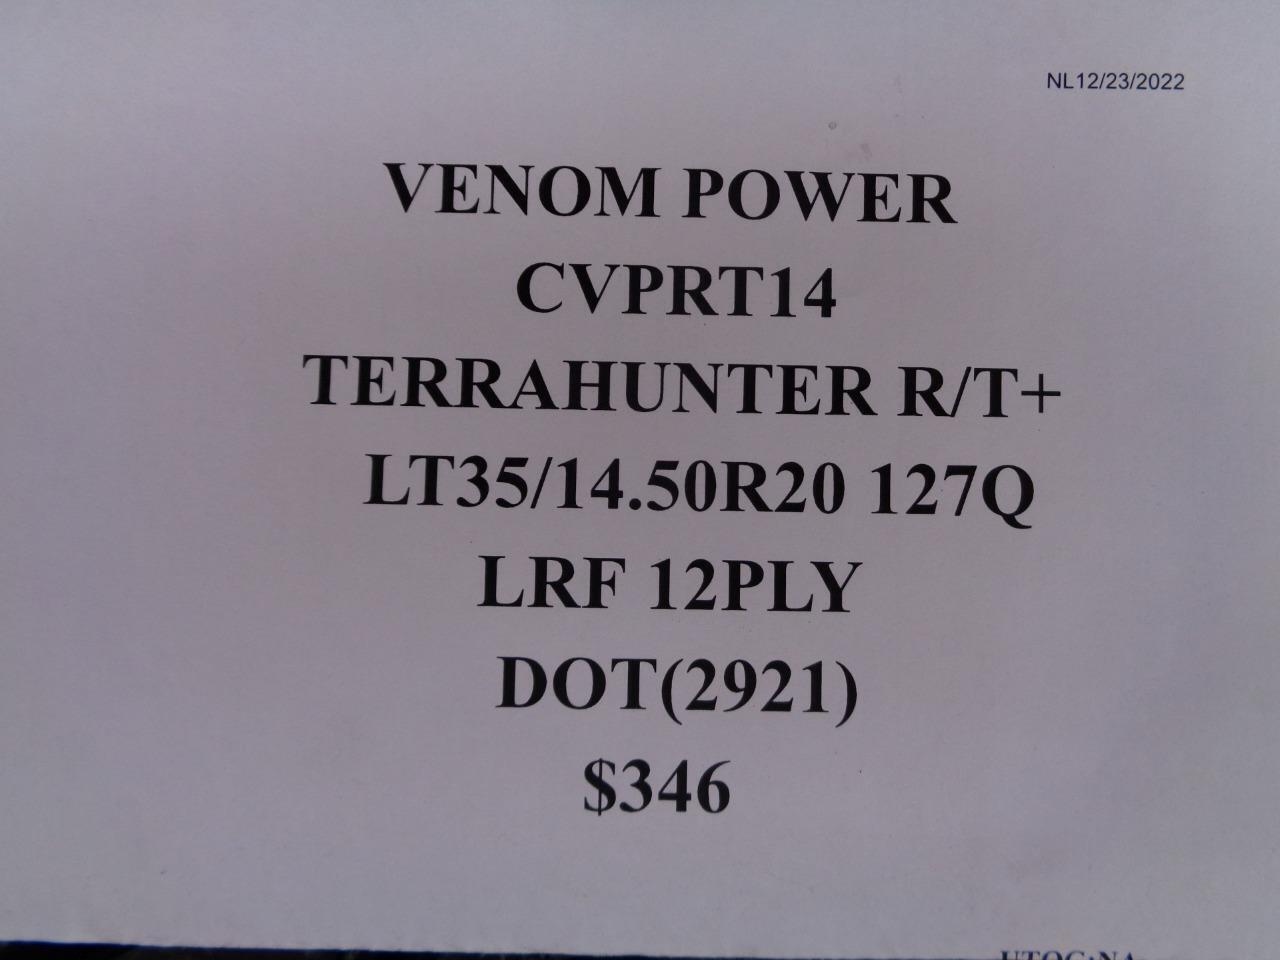 NL12/23/2022
VENOM POWER
CVPRT14
TERRAHUNTER R/T+
LT35/14.50R20 127Q
LRF 12PLY
DOT(2921)
$346